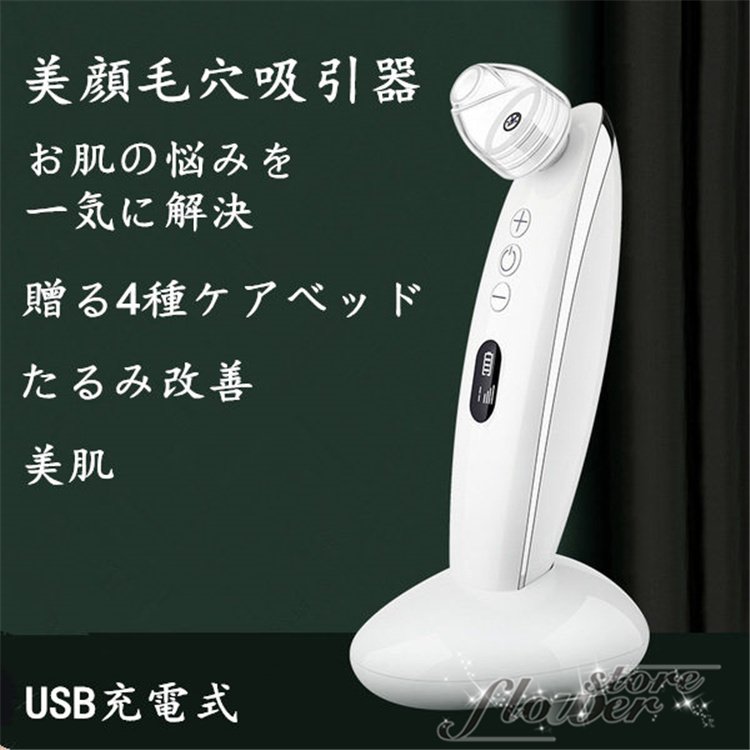 美顔毛穴吸引器
お肌の悩みを
一気に解決
贈る4種ケアベッド
たるみ改善
美肌
USB充電式
flower store